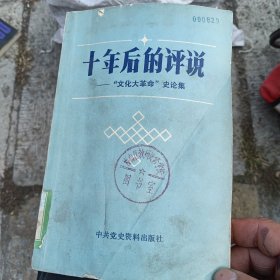 十年后的评说
——“文化大革命”史论集
中共党史资料出版社